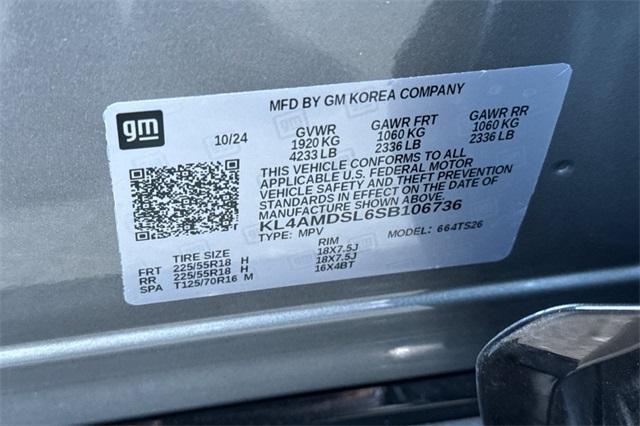 MFD BY GM KOREA COMPANY
gm
10/24
GVWR GAWR FRT GAWR RR
1920 KG 1060 KG 1060 KG
4233 LB 2336 LB 2336 LB
THIS VEHICLE CONFORMS TO ALL
APPLICABLE U.S. FEDERAL MOTOR
VEHICLE SAFETY AND THEFT PREVENTION
STANDARDS IN EFFECT ON THE DATE OF
MANUFACTURE SHOWN ABOVE.
KL4AMDSL6SB106736
TYPE: MPV MODEL: 664TS26
TIRE SIZE RIM
FRT 225/55R18 H 18X7.5J
RR 225/55R18 H 18X7.5J
SPA T125/70R16 M 16X4BT